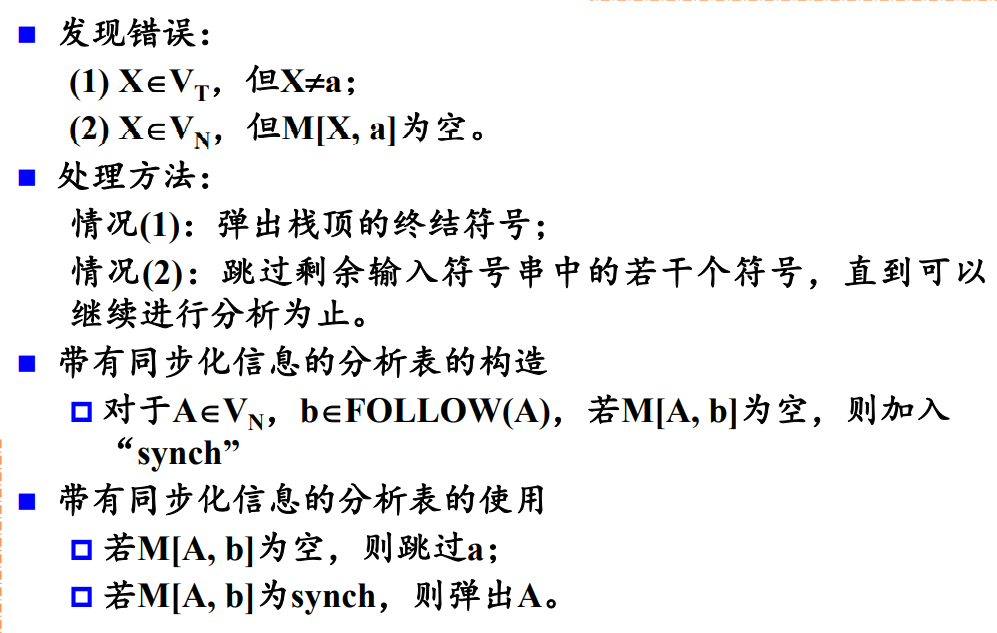 发现错误：
(1) X∈V_T，但X≠a；
(2) X∈V_N，但M[X, a]为空。
处理方法：
情况(1)：弹出栈顶的终结符号；
情况(2)：跳过剩余输入符号串中的若干个符号，直到可以
继续进行分析为止。
带有同步化信息的分析表的构造
对于A∈V_N，b∈FOLLOW(A)，若M[A, b]为空，则加入
“synch”
带有同步化信息的分析表的使用
若M[A, b]为空，则跳过a；
若M[A, b]为synch，则弹出A。